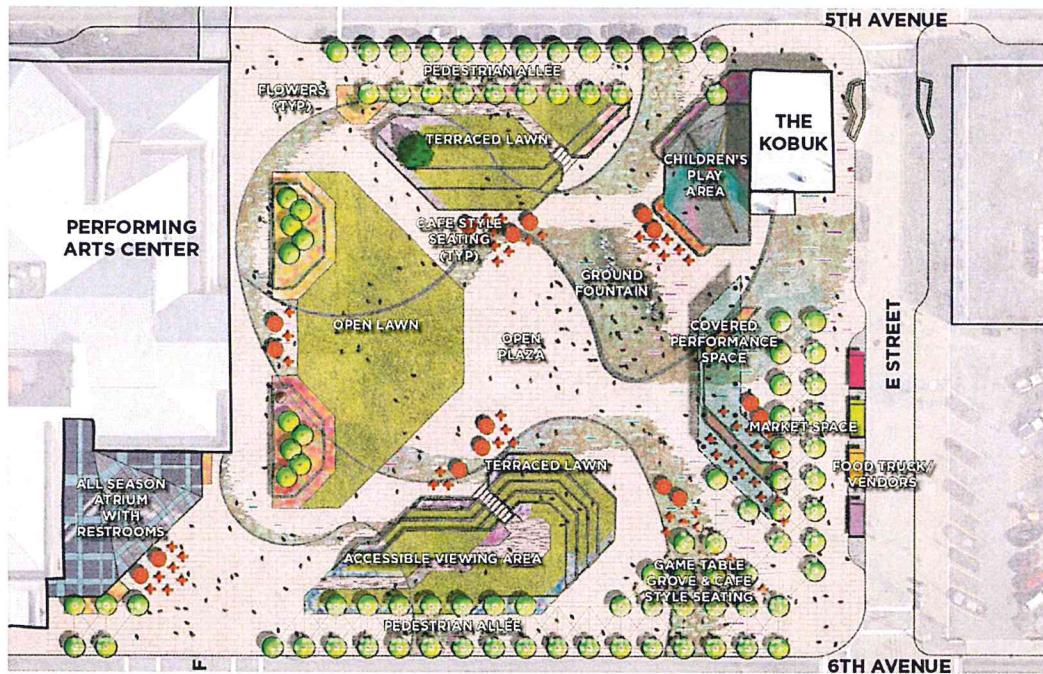 5TH AVENUE
PEDESTRIAN ALLÉE
FLOWERS
(TYP)
THE
KOBUK
TERRACED LAWN
CHILDREN'S
PLAY
AREA
PERFORMING
ARTS CENTER
CAFE STYLE
SEATING
(TYP)
GROUND
FOUNTAIN
OPEN LAWN
OPEN
PLAZA
COVERED
PERFORMANCE
SPACE
E STREET
MARKET SPACE
TERRACED LAWN
FOOD TRUCK/
VENDORS
ALL SEASON
ATRIUM
WITH
RESTROOMS
ACCESSIBLE VIEWING AREA
GAME TABLE
GROVE & CAFE
STYLE SEATING
PEDESTRIAN ALLÉE
F
6TH AVENUE